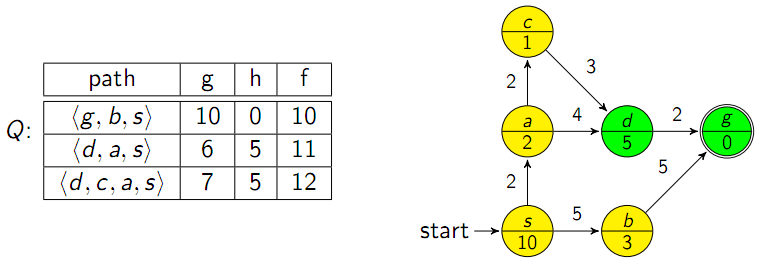 path g h f
Q:
⟨g, b, s⟩ 10 0 10
⟨d, a, s⟩ 6 5 11
⟨d, c, a, s⟩ 7 5 12
c
1
3
2
a
2
4
d
5
2
g
0
2
5
start
s
10
5
b
3